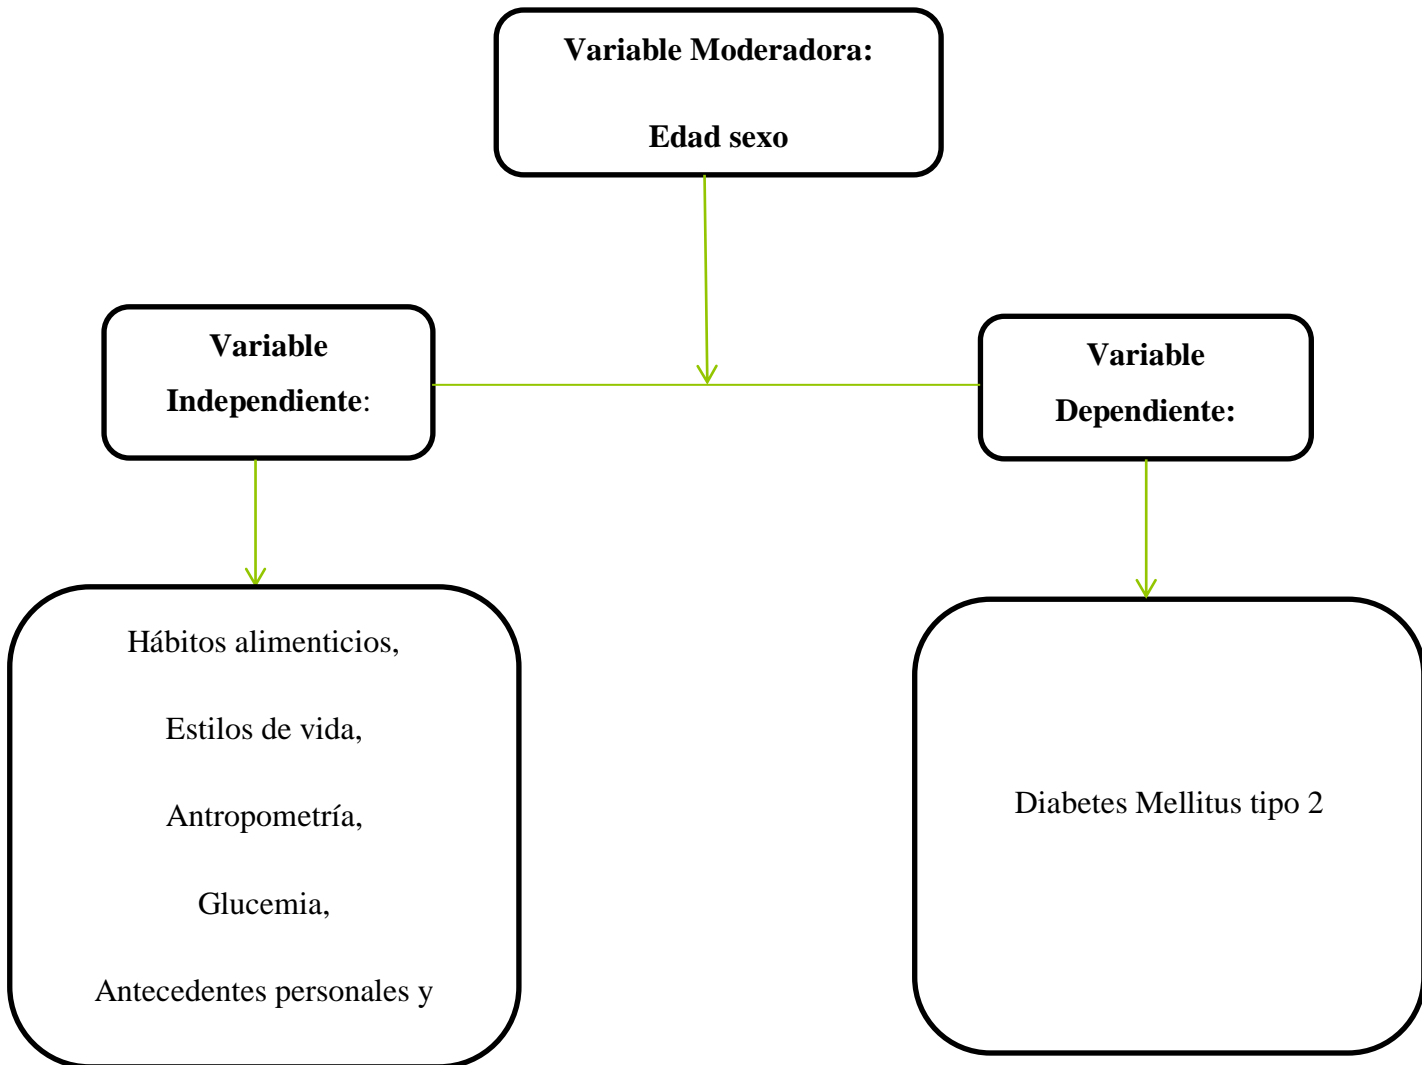 Variable Moderadora:
Edad sexo
Variable
Independiente:
Variable
Dependiente:
Hábitos alimenticios,
Estilos de vida,
Antropometría,
Glucemia,
Antecedentes personales y
Diabetes Mellitus tipo 2